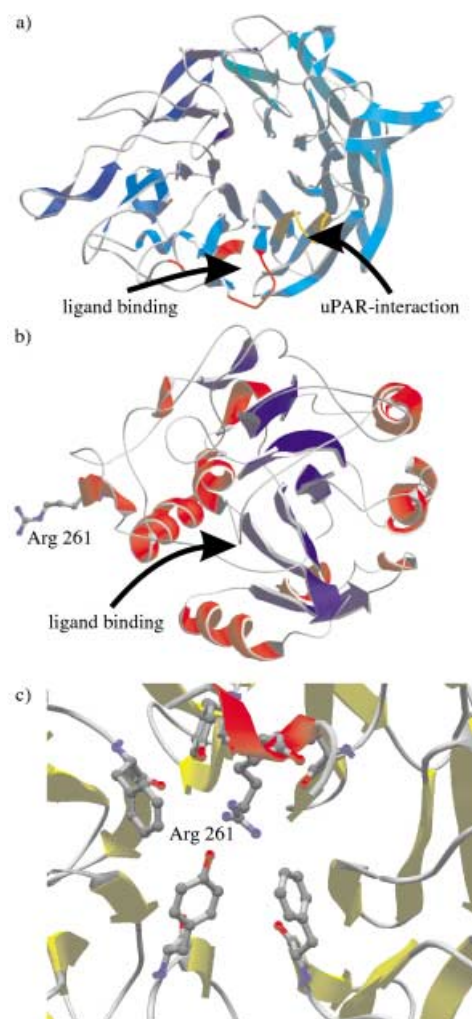 a)
ligand binding
uPAR-interaction
b)
Arg 261
ligand binding
c)
Arg 261